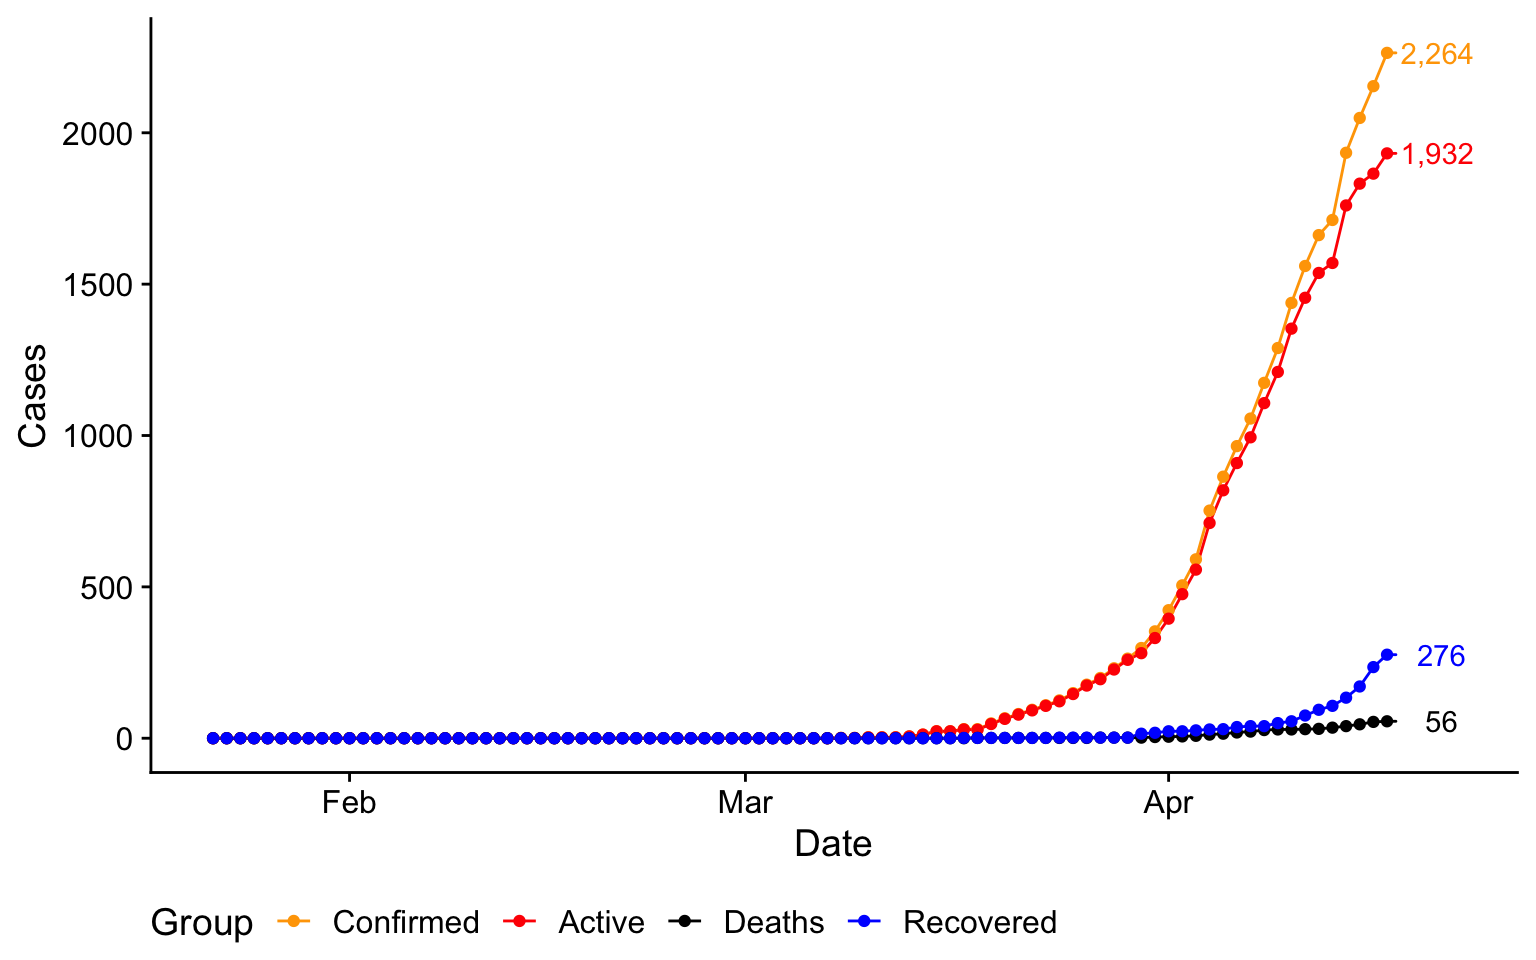 2,264
2000
1,932
1500
Cases
1000
500
276
56
0
Feb Mar Apr
Date
Group Confirmed Active Deaths Recovered